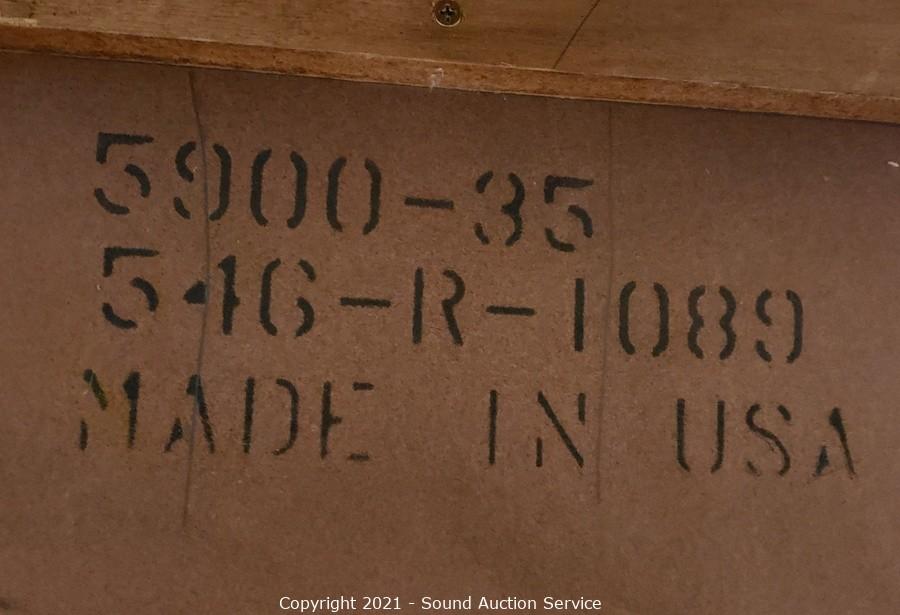 5900-35
546-R-1089
MADE IN USA
Copyright 2021 - Sound Auction Service